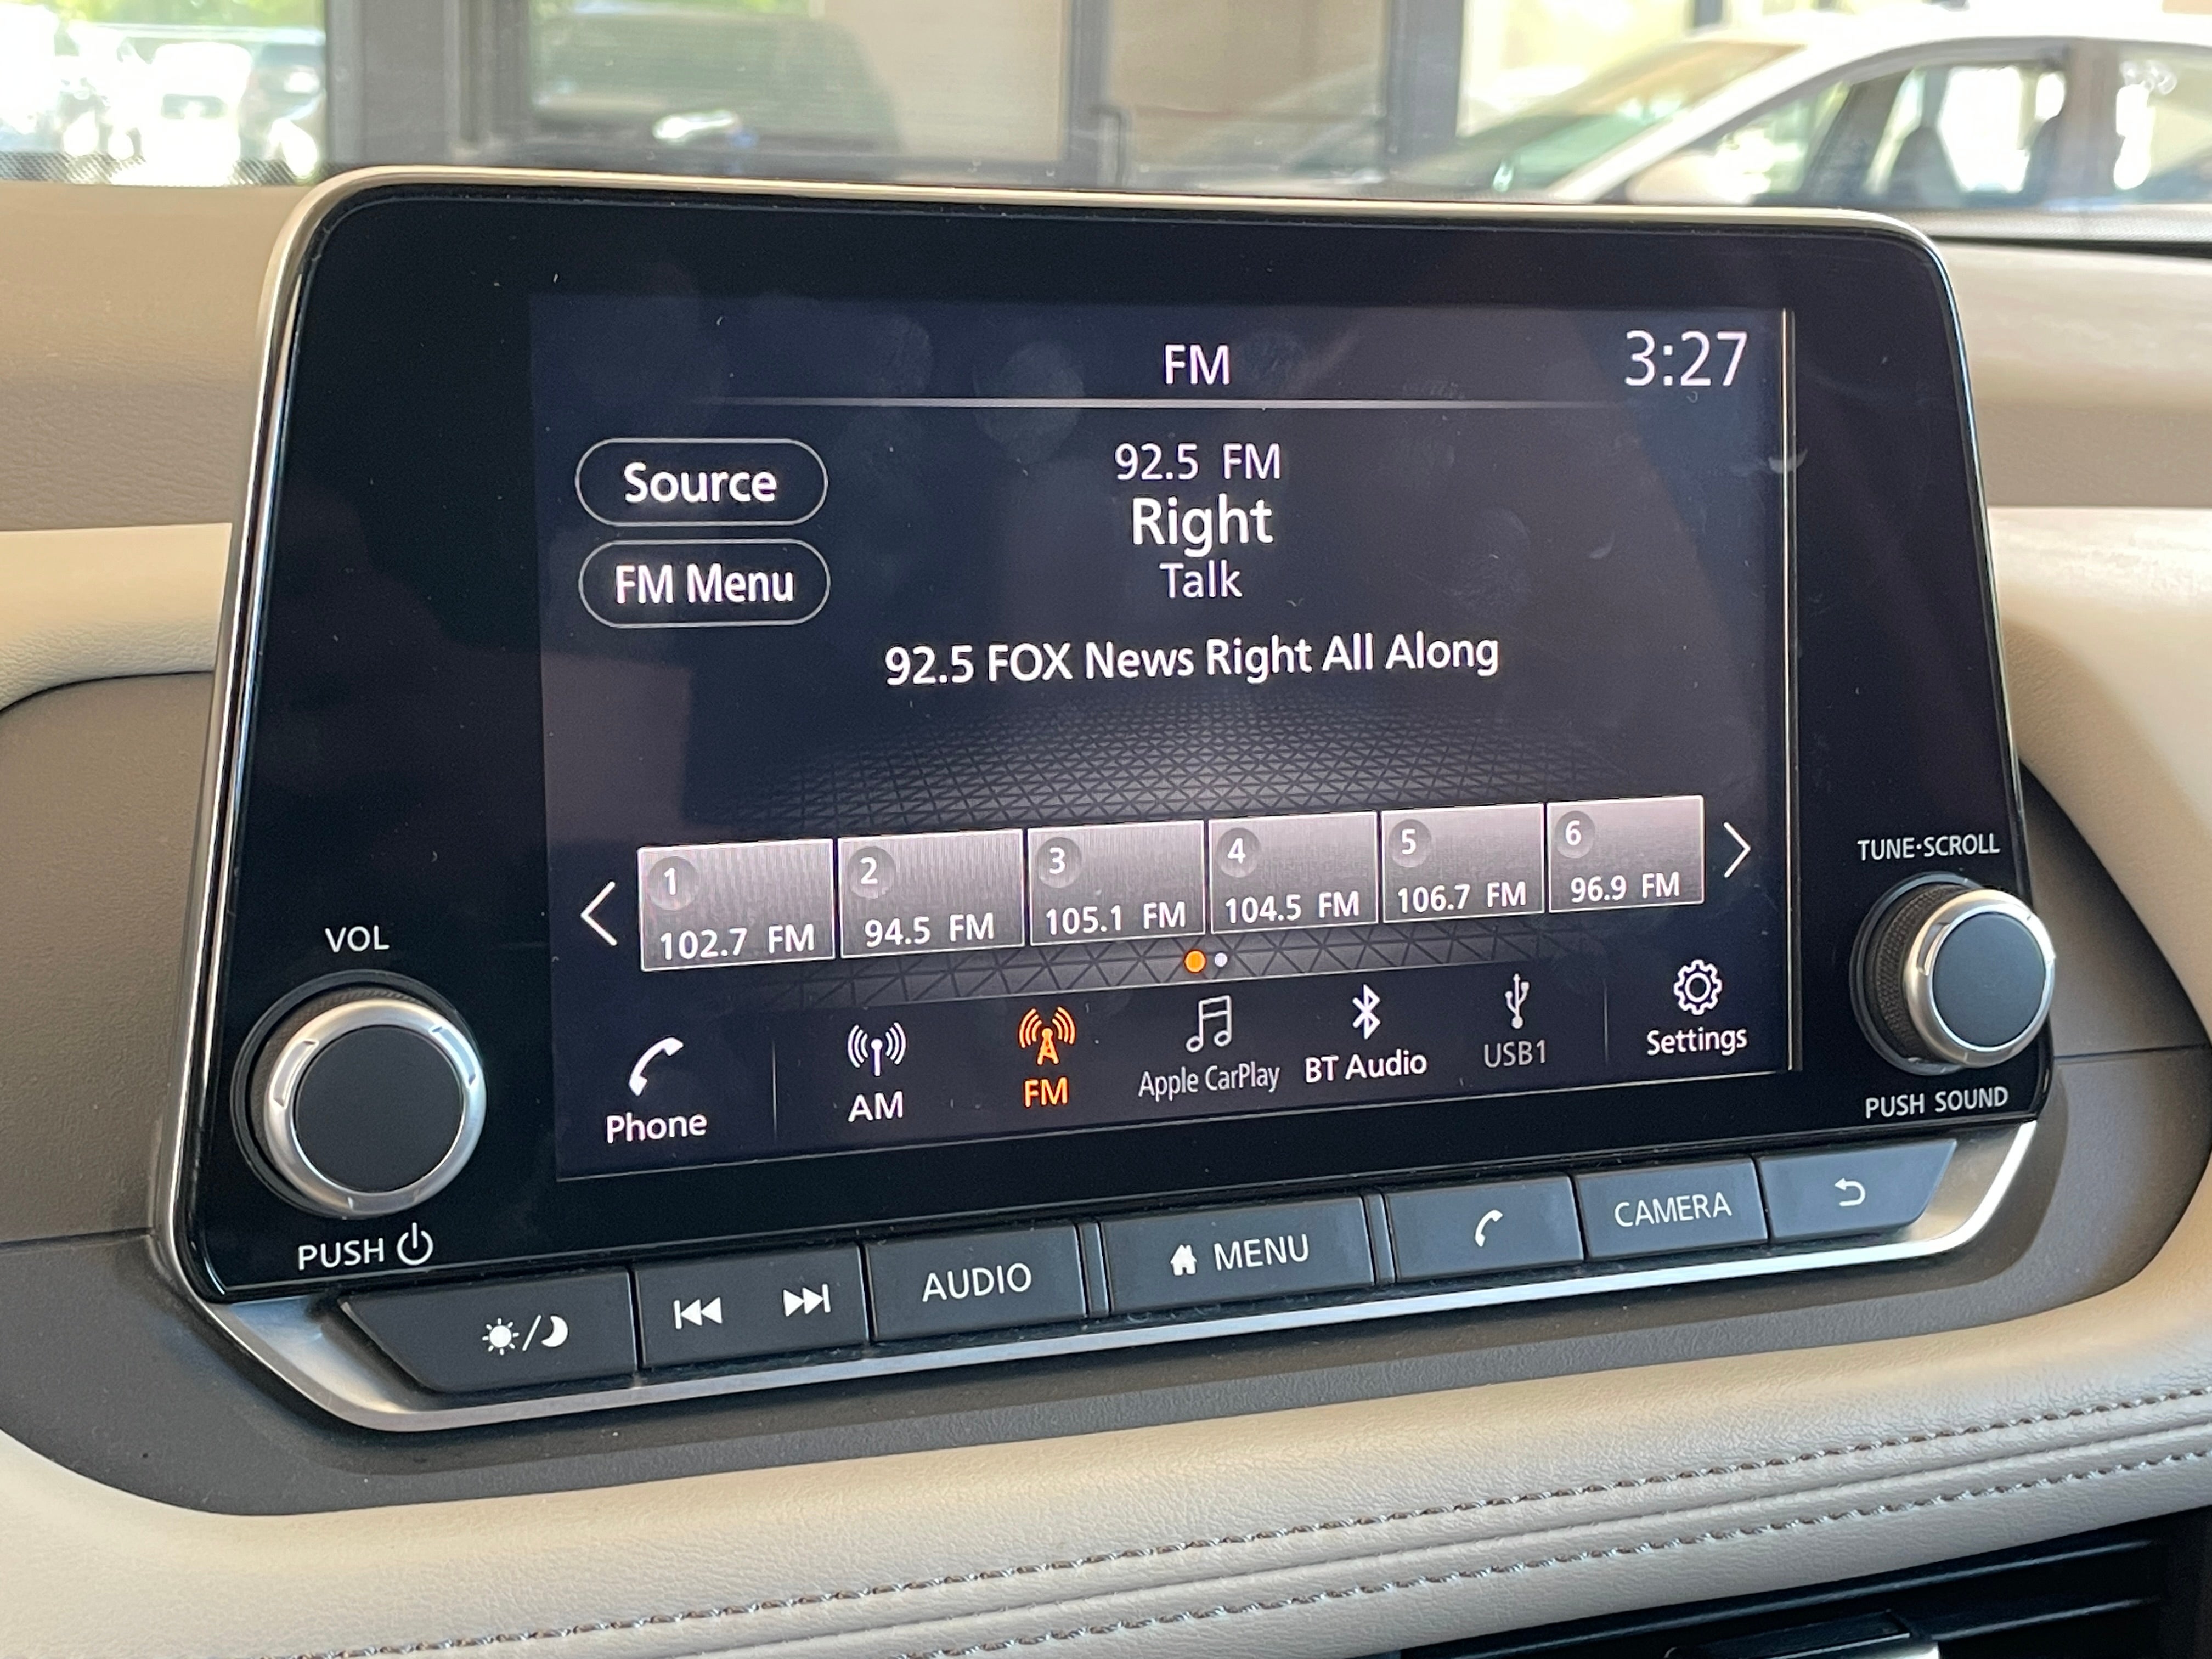 FM
3:27
Source
FM Menu
92.5 FM
Right
Talk
92.5 FOX News Right All Along
1
102.7 FM
2
94.5 FM
3
105.1 FM
4
104.5 FM
5
106.7 FM
6
96.9 FM
Phone
AM
FM
Apple CarPlay
BT Audio
USB1
Settings
VOL
PUSH
TUNE·SCROLL
PUSH SOUND
AUDIO
MENU
CAMERA